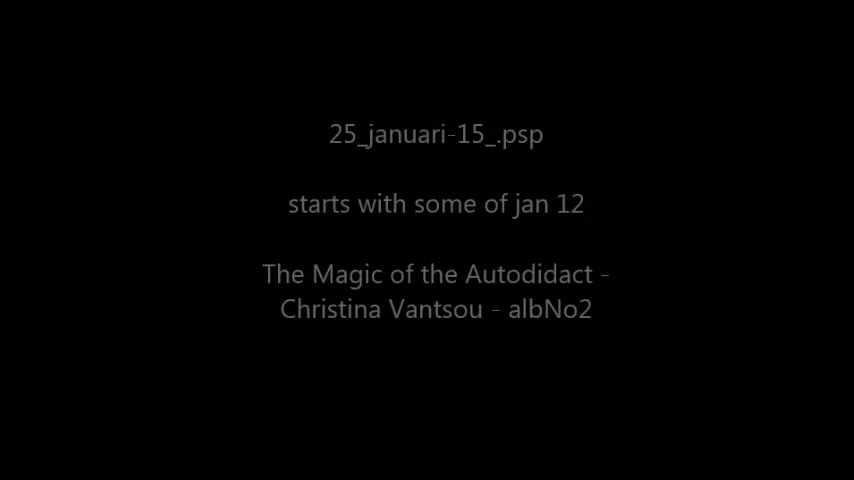 25_januari-15_.psp
starts with some of jan 12
The Magic of the Autodidact -
Christina Vantsou - albNo2